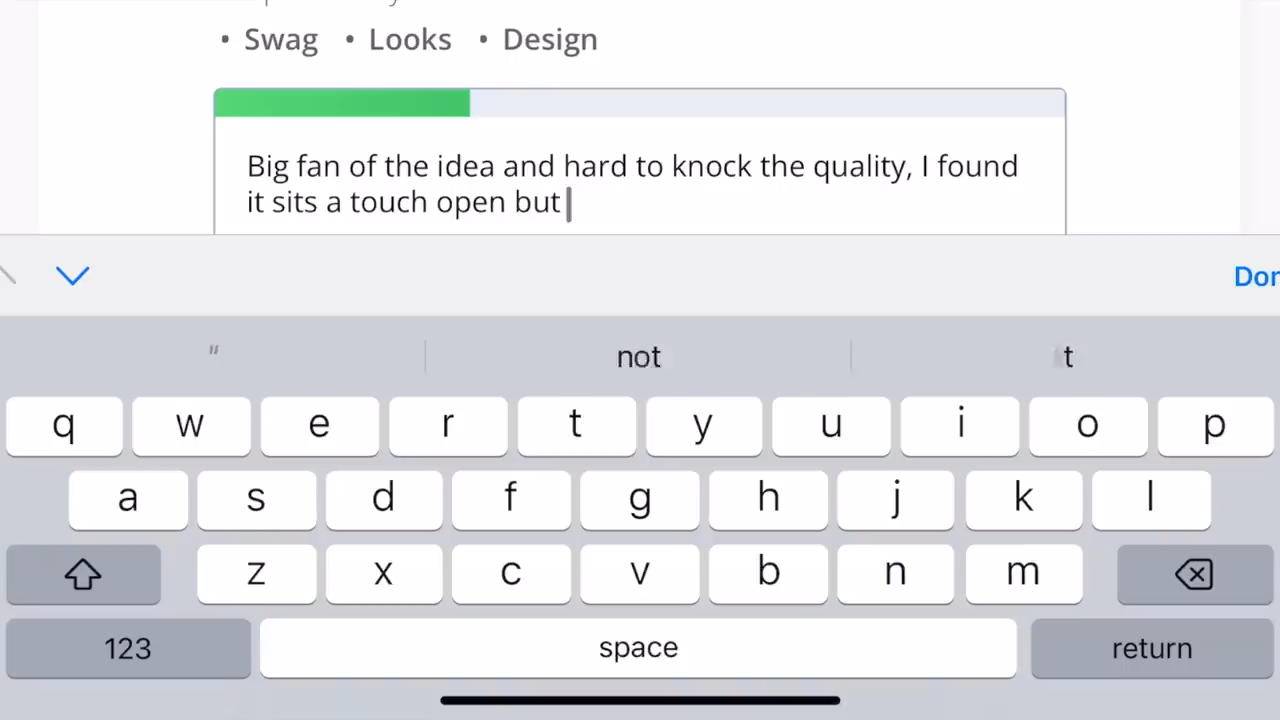 • Swag • Looks • Design
Big fan of the idea and hard to knock the quality, I found
it sits a touch open but
"
not
t
q w e r t y u i o p
a s d f g h j k l
z x c v b n m
123 space return